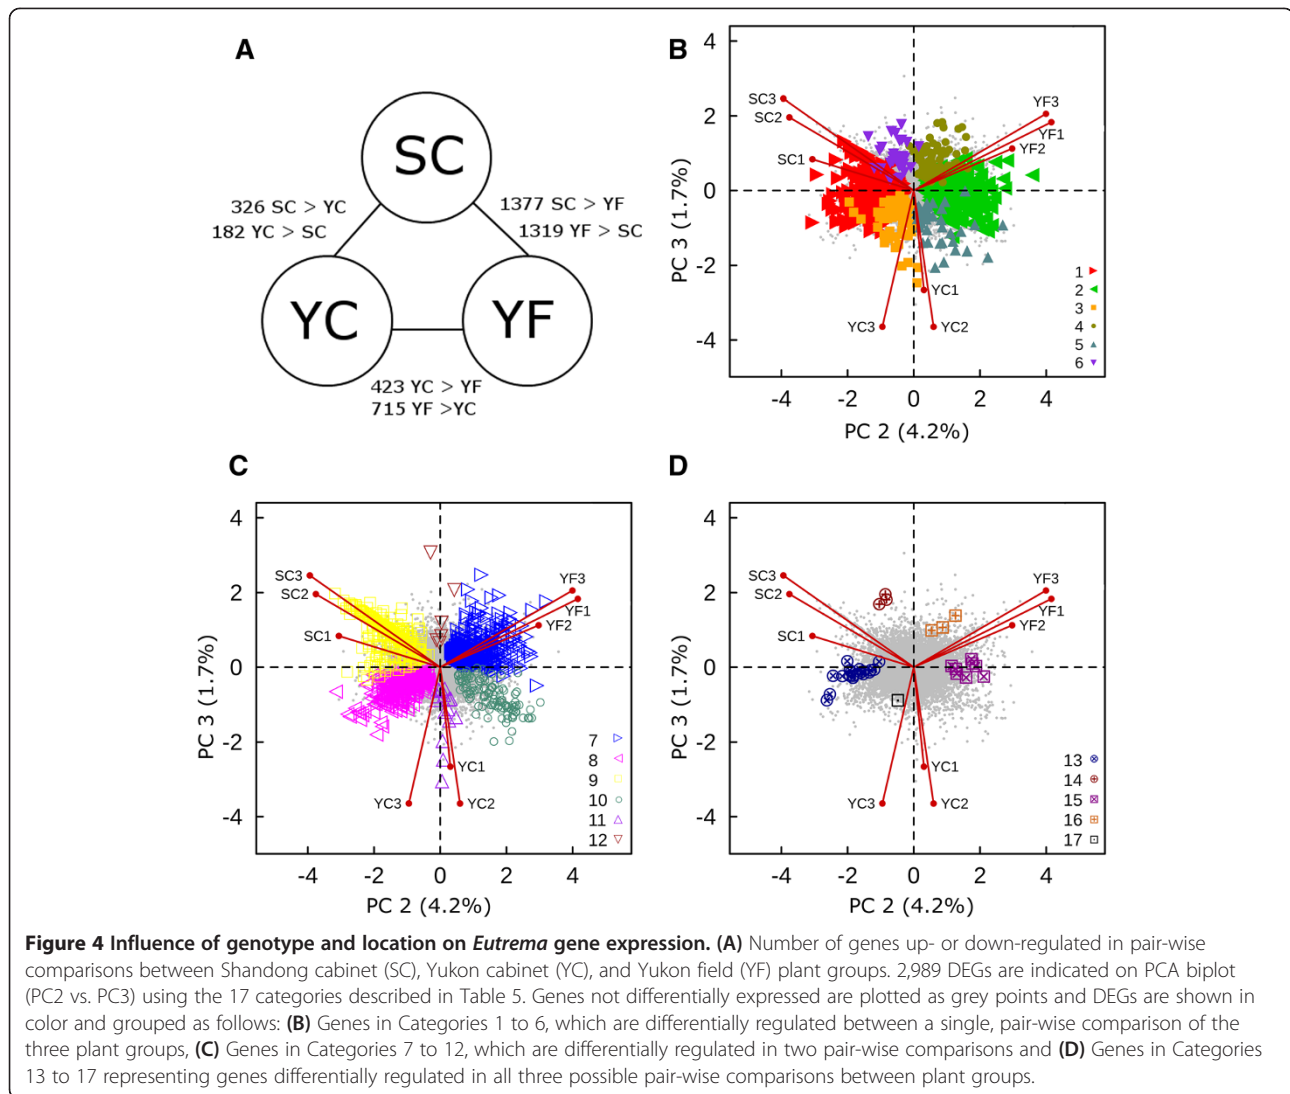 A
SC
326 SC > YC
182 YC > SC
1377 SC > YF
1319 YF > SC
YC
YF
423 YC > YF
715 YF >YC
B
PC 3 (1.7%)
4
2
0
-2
-4
SC3
SC2
SC1
YF3
YF1
YF2
YC1
YC3
YC2
1
2
3
4
5
6
-4 -2 0 2 4
PC 2 (4.2%)
C
PC 3 (1.7%)
4
2
0
-2
-4
SC3
SC2
SC1
YF3
YF1
YF2
YC1
YC3
YC2
7
8
9
10
11
12
-4 -2 0 2 4
PC 2 (4.2%)
D
PC 3 (1.7%)
4
2
0
-2
-4
SC3
SC2
SC1
YF3
YF1
YF2
YC1
YC3
YC2
13
14
15
16
17
-4 -2 0 2 4
PC 2 (4.2%)
Figure 4 Influence of genotype and location on Eutrema gene expression. (A) Number of genes up- or down-regulated in pair-wise
comparisons between Shandong cabinet (SC), Yukon cabinet (YC), and Yukon field (YF) plant groups. 2,989 DEGs are indicated on PCA biplot
(PC2 vs. PC3) using the 17 categories described in Table 5. Genes not differentially expressed are plotted as grey points and DEGs are shown in
color and grouped as follows: (B) Genes in Categories 1 to 6, which are differentially regulated between a single, pair-wise comparison of the
three plant groups, (C) Genes in Categories 7 to 12, which are differentially regulated in two pair-wise comparisons and (D) Genes in Categories
13 to 17 representing genes differentially regulated in all three possible pair-wise comparisons between plant groups.